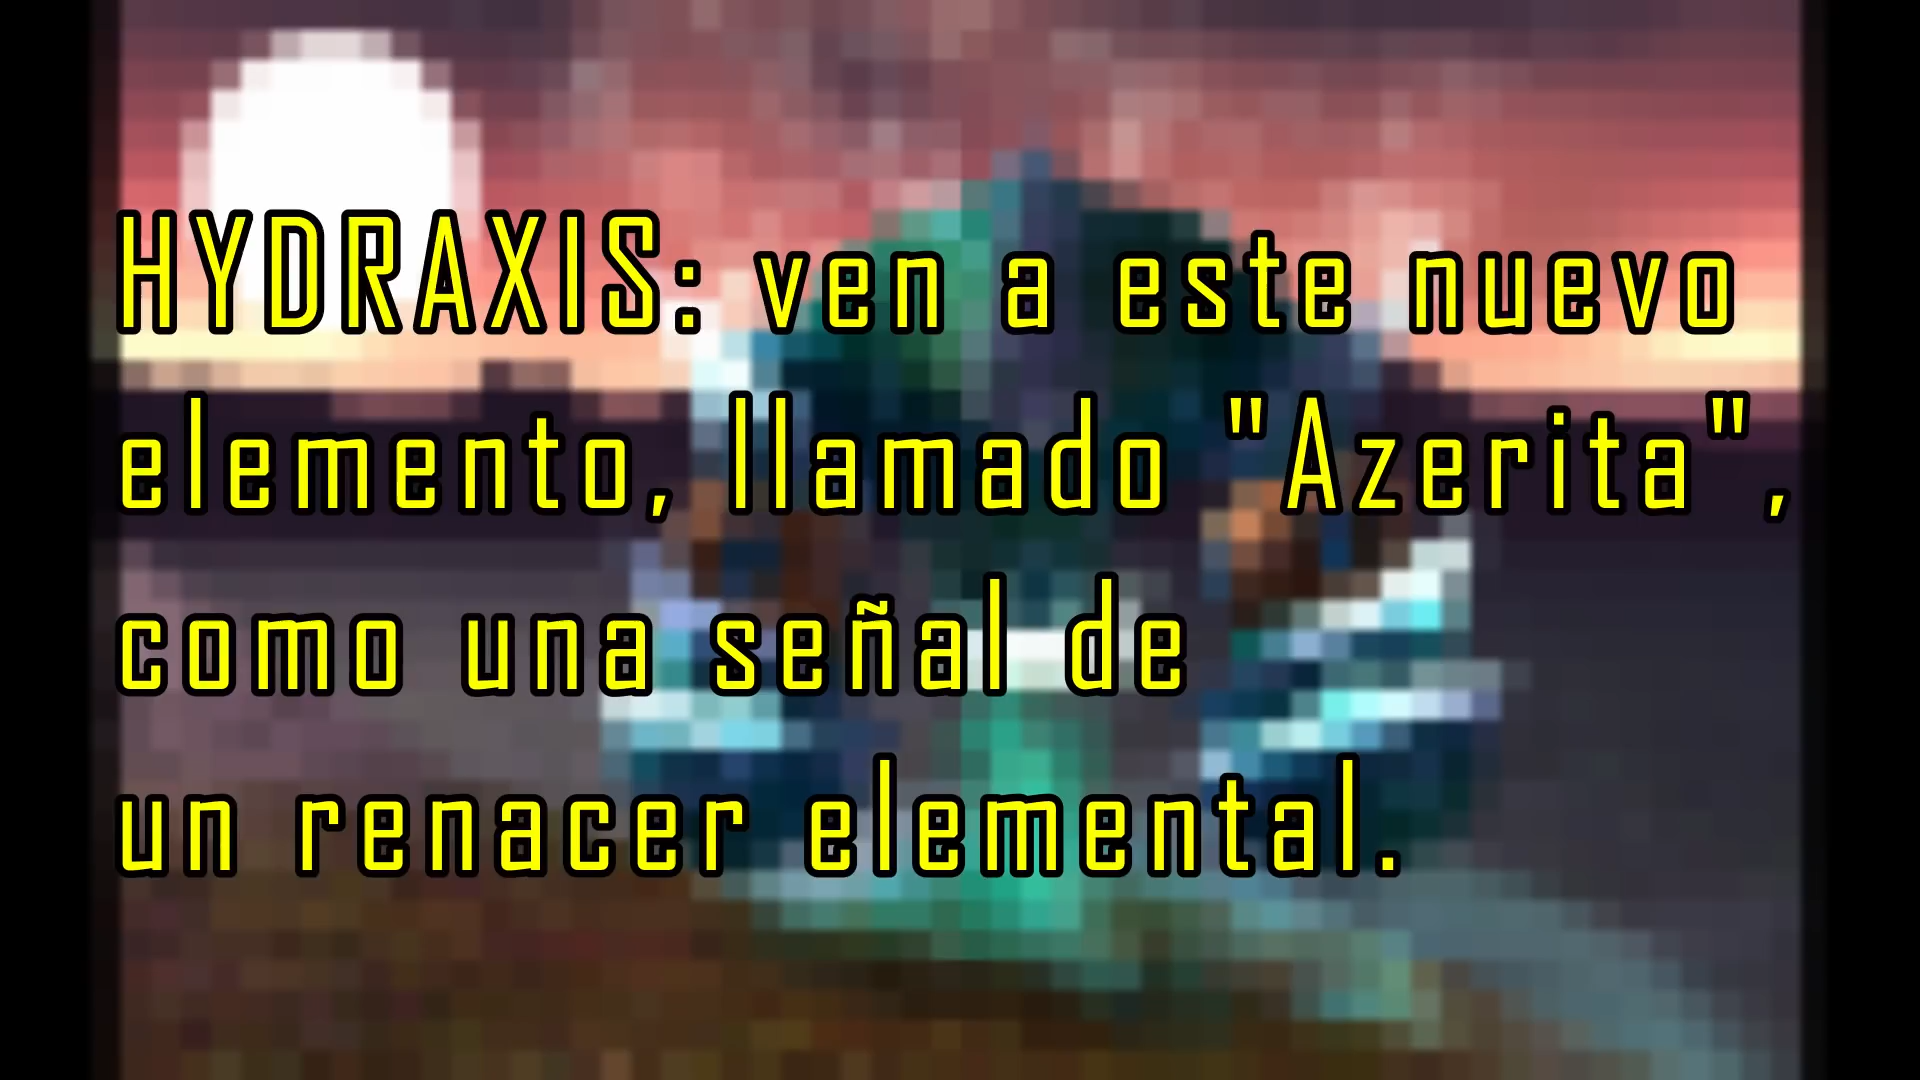 HYDRAXIS: ven a este nuevo
elemento, llamado "Azerita",
como una señal de
un renacer elemental.